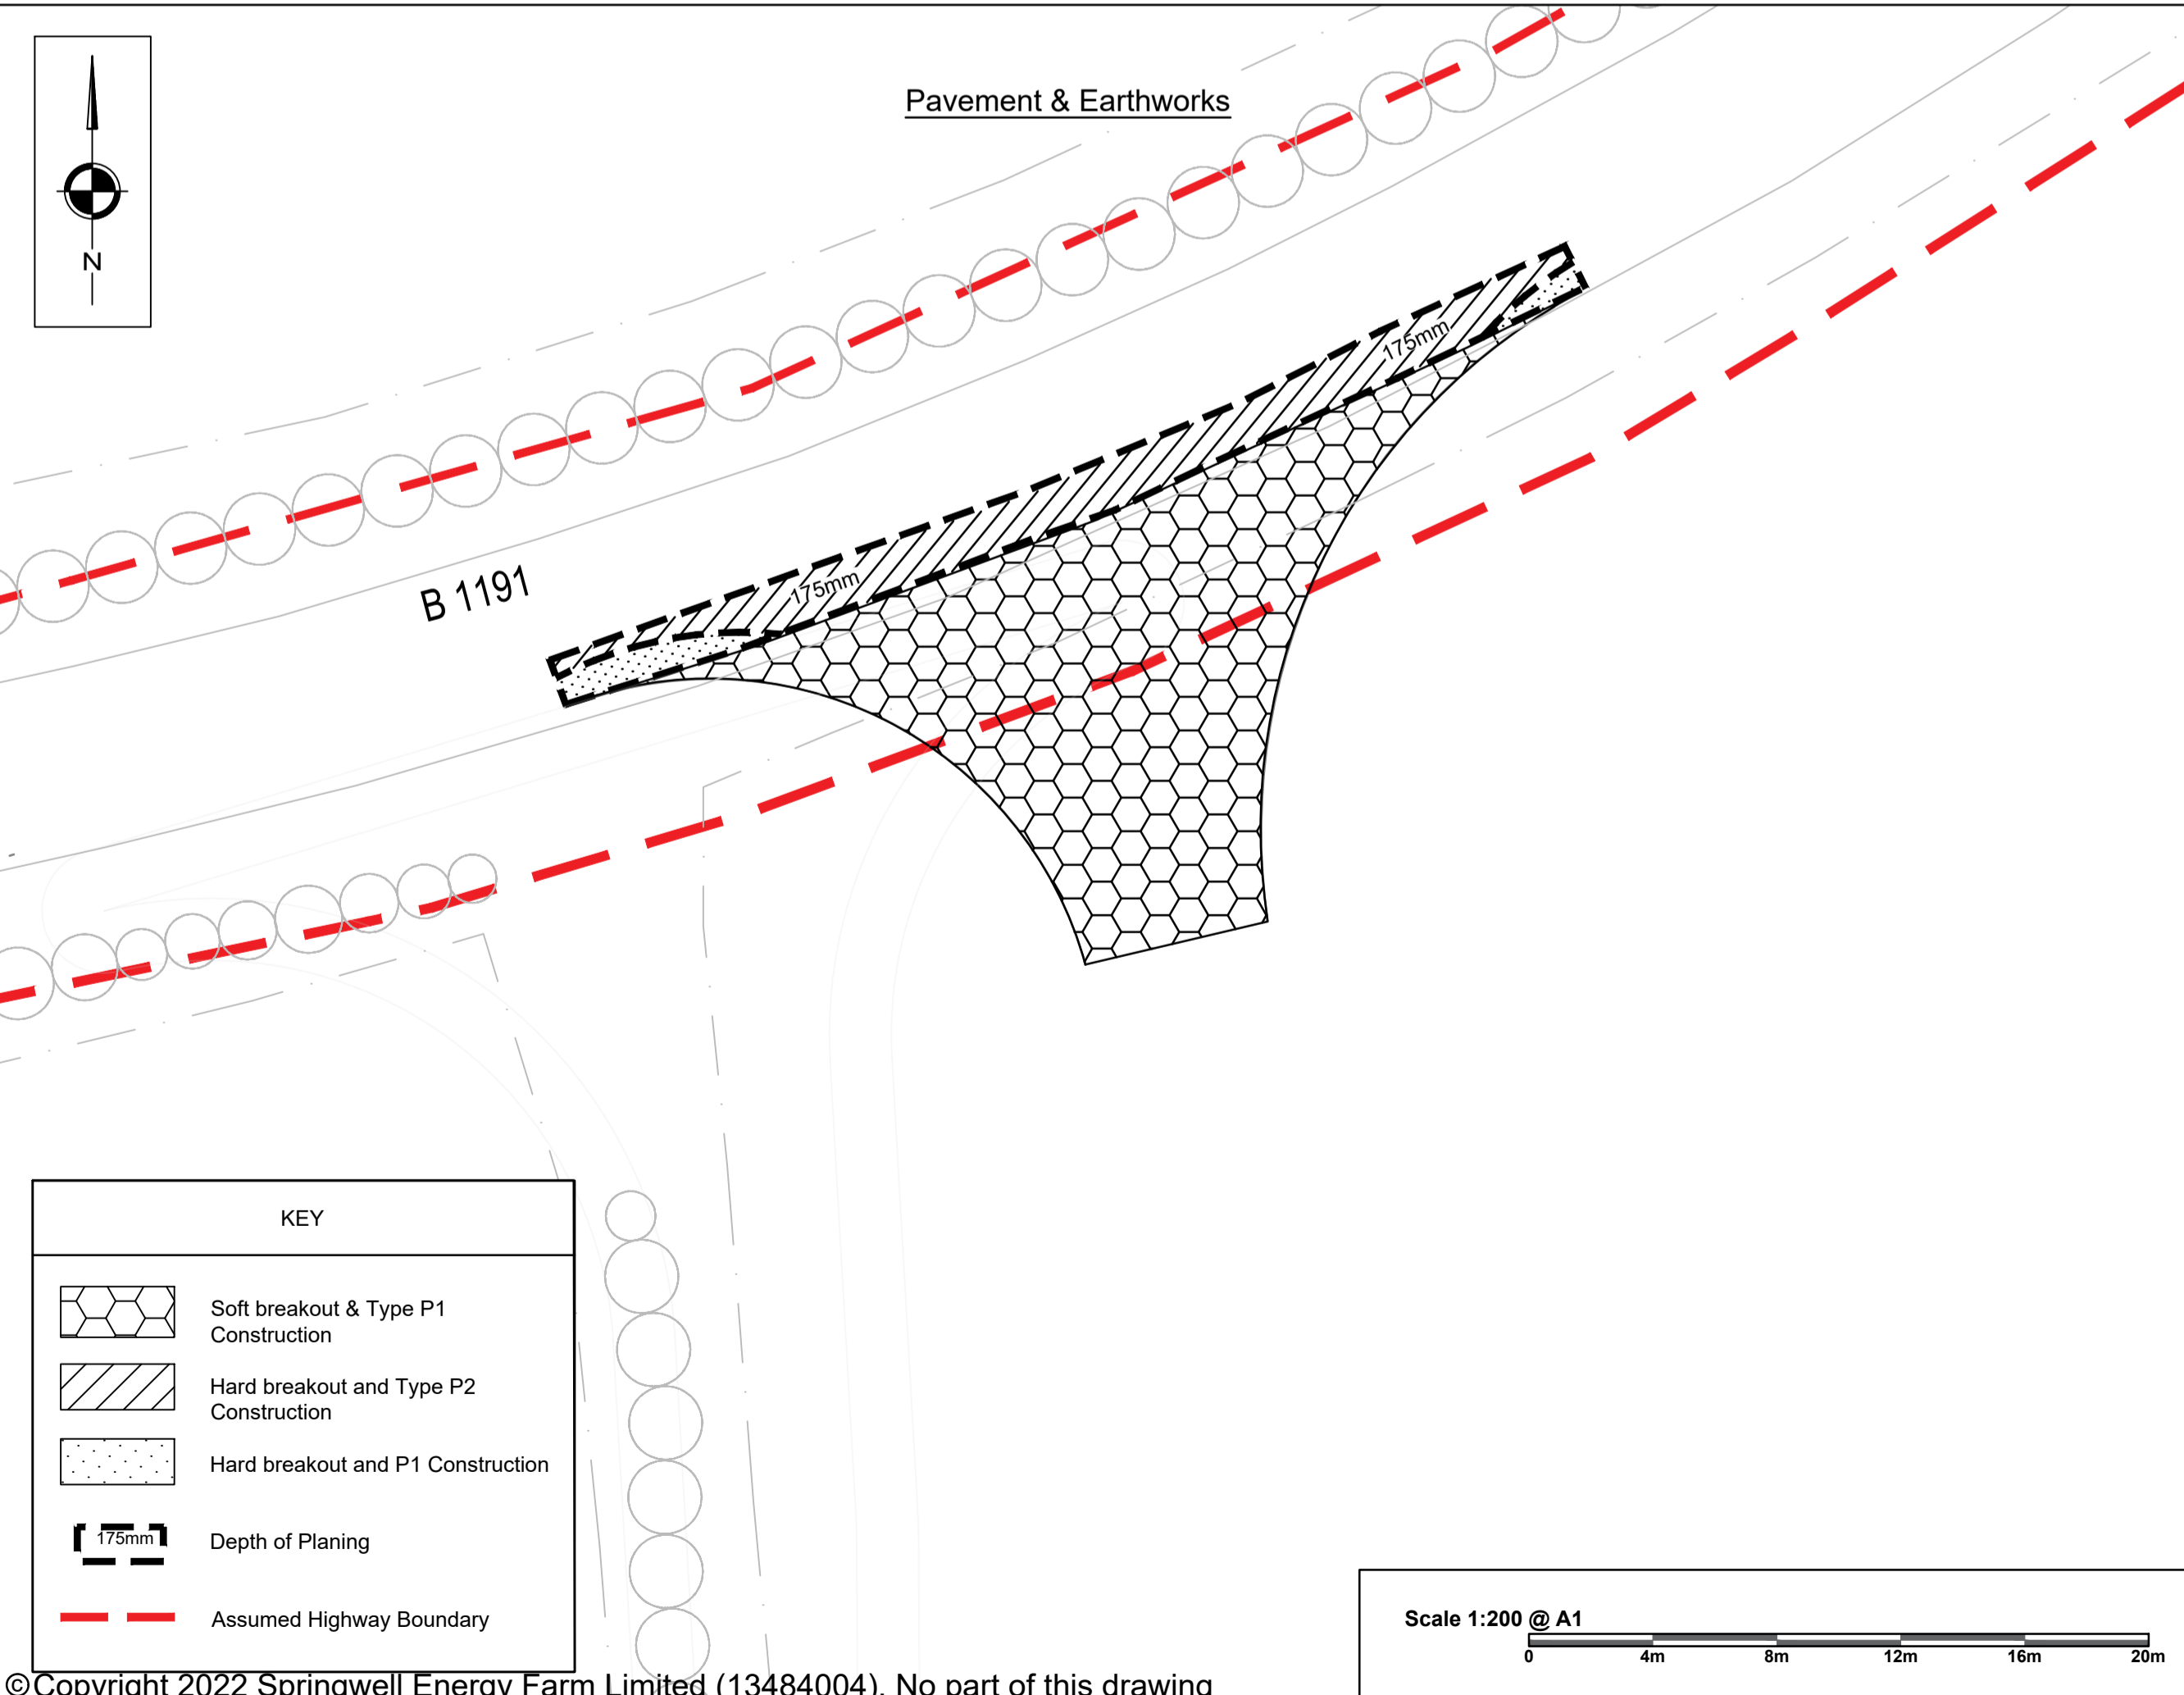 Pavement & Earthworks
N
175mm
175mm
B 1191
KEY
Soft breakout & Type P1
Construction
Hard breakout and Type P2
Construction
Hard breakout and P1 Construction
175mm
Depth of Planing
Assumed Highway Boundary
Scale 1:200 @ A1
0 4m 8m 12m 16m 20m
©Copyright 2022 Springwell Energy Farm Limited (13484004). No part of this drawing